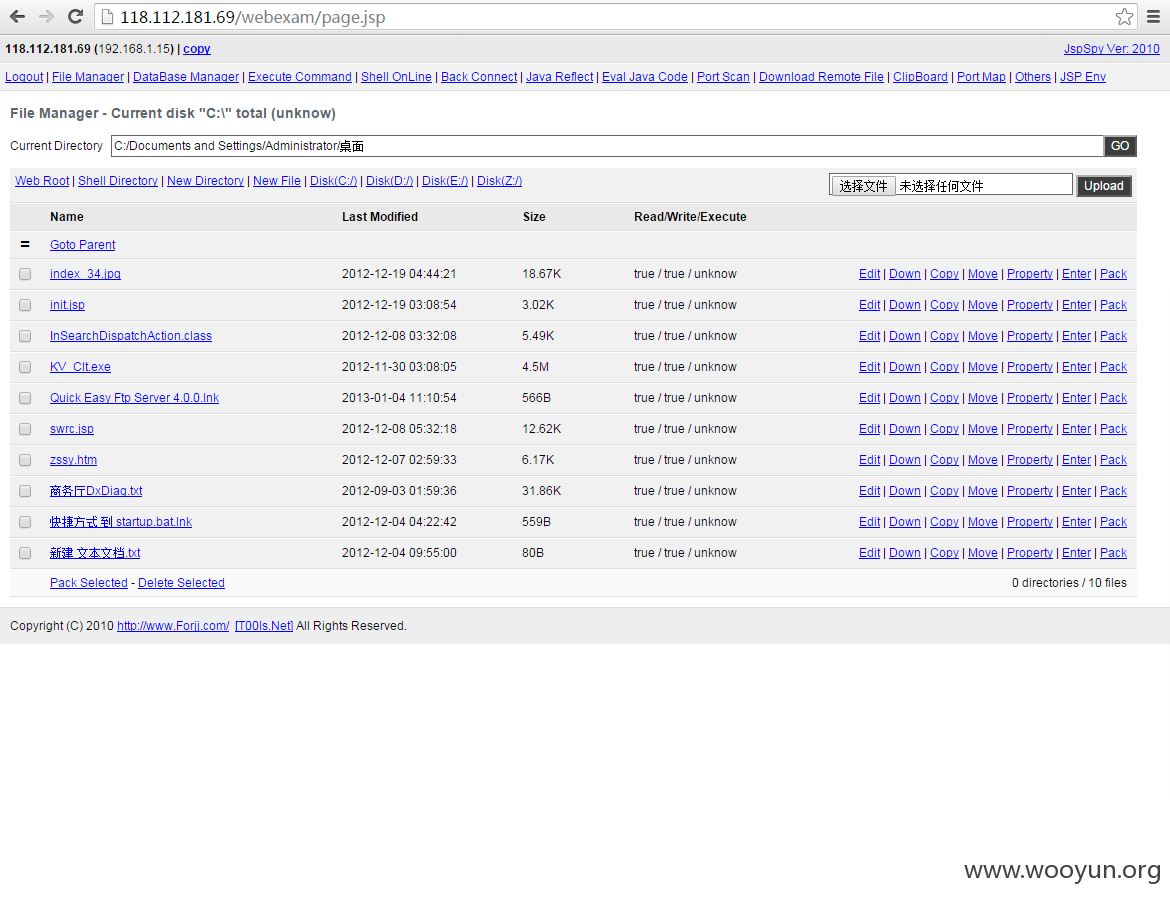 118.112.181.69/webexam/page.jsp
118.112.181.69 (192.168.1.15) | copy JspSpy Ver: 2010
Logout | File Manager | DataBase Manager | Execute Command | Shell OnLine | Back Connect | Java Reflect | Eval Java Code | Port Scan | Download Remote File | ClipBoard | Port Map | Others | JSP Env
File Manager - Current disk "C:\" total (unknow)
Current Directory C:/Documents and Settings/Administrator/桌面 GO
Web Root | Shell Directory | New Directory | New File | Disk(C:/) | Disk(D:/) | Disk(E:/) | Disk(Z:/) 选择文件 未选择任何文件 Upload
Name Last Modified Size Read/Write/Execute
= Goto Parent
index_34.jpg 2012-12-19 04:44:21 18.67K true / true / unknow Edit | Down | Copy | Move | Property | Enter | Pack
init.jsp 2012-12-19 03:08:54 3.02K true / true / unknow Edit | Down | Copy | Move | Property | Enter | Pack
InSearchDispatchAction.class 2012-12-08 03:32:08 5.49K true / true / unknow Edit | Down | Copy | Move | Property | Enter | Pack
KV_Clt.exe 2012-11-30 03:08:05 4.5M true / true / unknow Edit | Down | Copy | Move | Property | Enter | Pack
Quick Easy Ftp Server 4.0.0.lnk 2013-01-04 11:10:54 566B true / true / unknow Edit | Down | Copy | Move | Property | Enter | Pack
swrc.jsp 2012-12-08 05:32:18 12.62K true / true / unknow Edit | Down | Copy | Move | Property | Enter | Pack
zssy.htm 2012-12-07 02:59:33 6.17K true / true / unknow Edit | Down | Copy | Move | Property | Enter | Pack
商务厅DxDiag.txt 2012-09-03 01:59:36 31.86K true / true / unknow Edit | Down | Copy | Move | Property | Enter | Pack
快捷方式 到 startup.bat.lnk 2012-12-04 04:22:42 559B true / true / unknow Edit | Down | Copy | Move | Property | Enter | Pack
新建 文本文档.txt 2012-12-04 09:55:00 80B true / true / unknow Edit | Down | Copy | Move | Property | Enter | Pack
Pack Selected - Delete Selected 0 directories / 10 files
Copyright (C) 2010 http://www.Forjj.com/ [T00ls.Net] All Rights Reserved.
www.wooyun.org